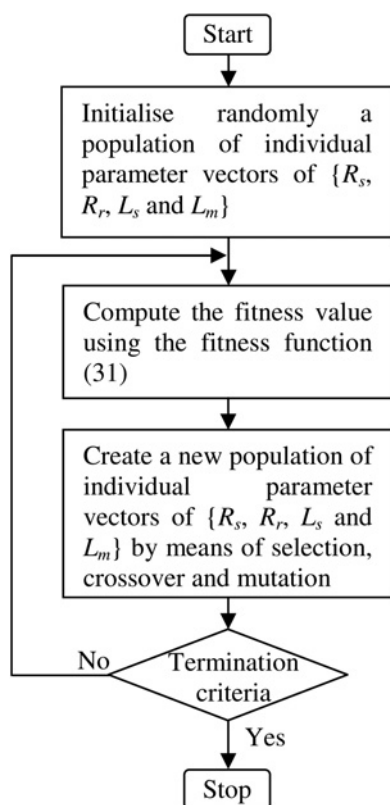 Start
Initialise randomly a
population of individual
parameter vectors of {Rs,
Rr, Ls and Lm}
Compute the fitness value
using the fitness function
(31)
Create a new population of
individual parameter
vectors of {Rs, Rr, Ls and
Lm} by means of selection,
crossover and mutation
No
Termination
criteria
Yes
Stop